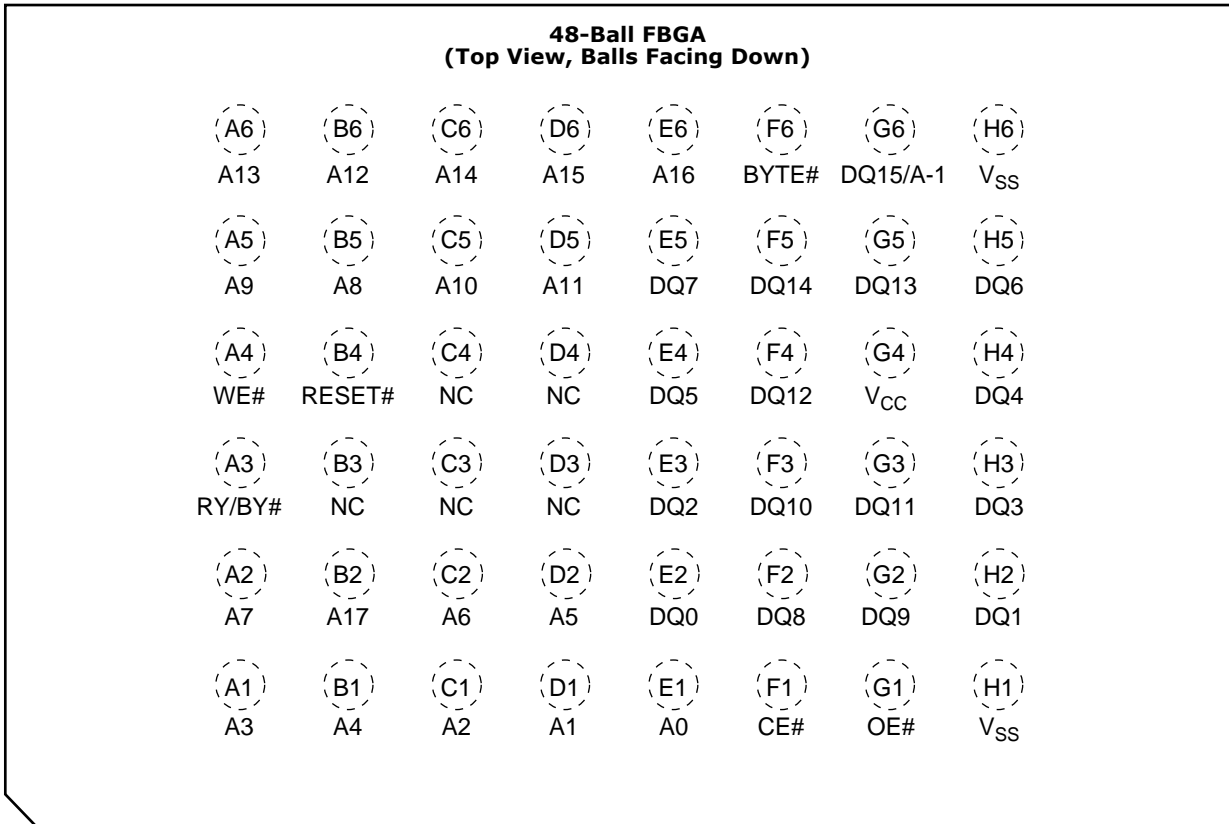 48-Ball FBGA
(Top View, Balls Facing Down)
A6 B6 C6 D6 E6 F6 G6 H6
A13 A12 A14 A15 A16 BYTE# DQ15/A-1 VSS
A5 B5 C5 D5 E5 F5 G5 H5
A9 A8 A10 A11 DQ7 DQ14 DQ13 DQ6
A4 B4 C4 D4 E4 F4 G4 H4
WE# RESET# NC NC DQ5 DQ12 VCC DQ4
A3 B3 C3 D3 E3 F3 G3 H3
RY/BY# NC NC NC DQ2 DQ10 DQ11 DQ3
A2 B2 C2 D2 E2 F2 G2 H2
A7 A17 A6 A5 DQ0 DQ8 DQ9 DQ1
A1 B1 C1 D1 E1 F1 G1 H1
A3 A4 A2 A1 A0 CE# OE# VSS